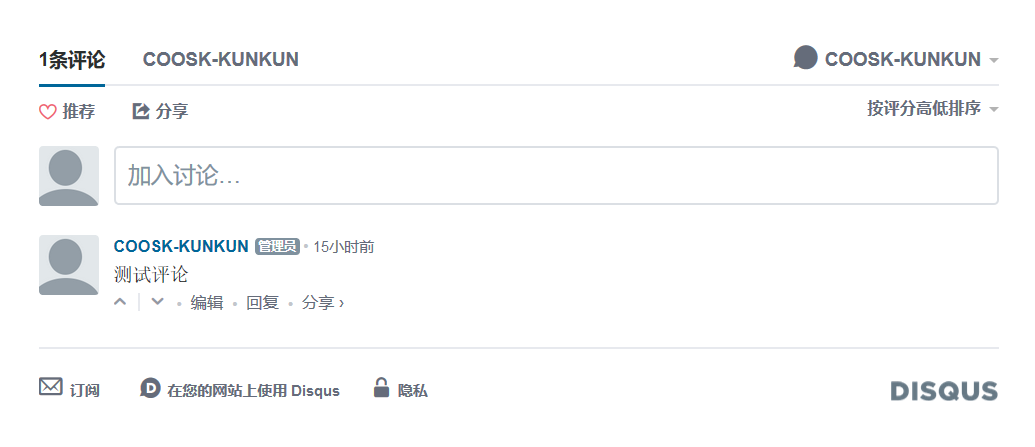 1条评论 COOSK-KUNKUN COOSK-KUNKUN
推荐 分享 按评分高低排序
加入讨论…
COOSK-KUNKUN 管理员 • 15小时前
测试评论
• 编辑 • 回复 • 分享 ›
订阅 D 在您的网站上使用 Disqus 隐私 DISQUS